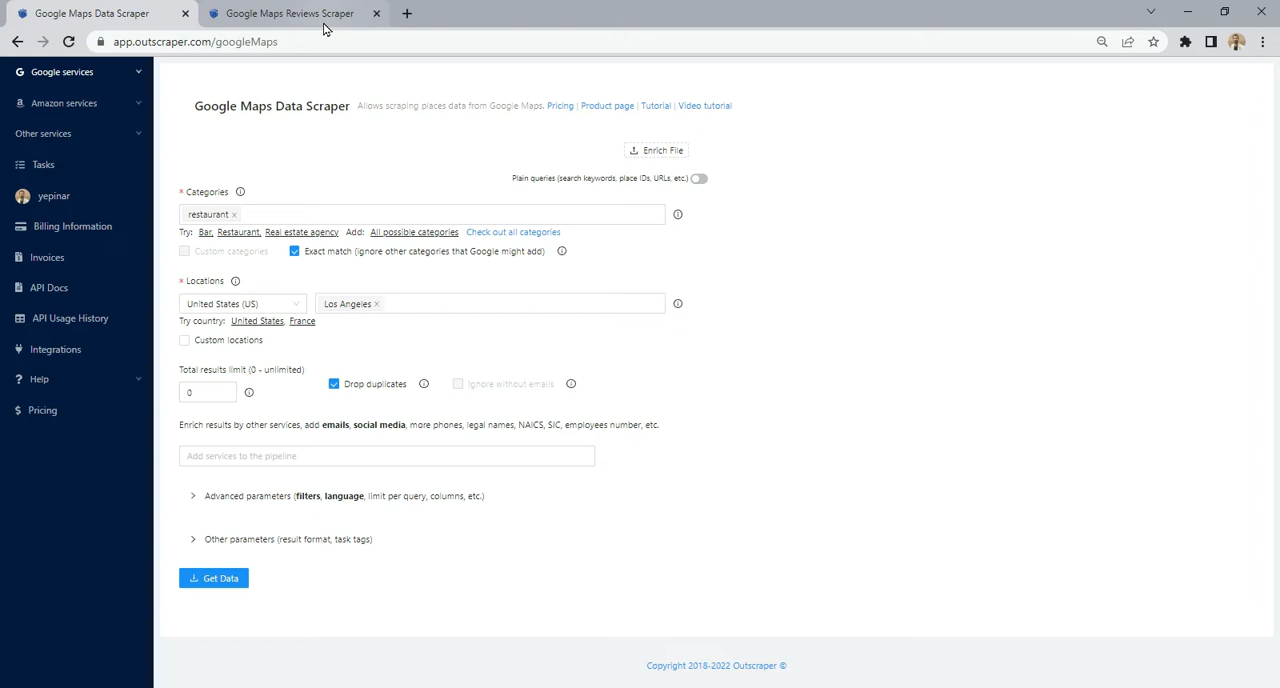 Google Maps Data Scraper
Google Maps Reviews Scraper
app.outscraper.com/googleMaps
Google services
Amazon services
Other services
Tasks
yepinar
Billing Information
Invoices
API Docs
API Usage History
Integrations
Help
Pricing
Google Maps Data Scraper Allows scraping places data from Google Maps. Pricing | Product page | Tutorial | Video tutorial
Enrich File
Plain queries (search keywords, place IDs, URLs, etc.)
* Categories
restaurant
Try: Bar, Restaurant, Real estate agency Add: All possible categories Check out all categories
Custom categories Exact match (ignore other categories that Google might add)
* Locations
United States (US) Los Angeles
Try country: United States, France
Custom locations
Total results limit (0 - unlimited)
0 Drop duplicates Ignore without emails
Enrich results by other services, add emails, social media, more phones, legal names, NAICS, SIC, employees number, etc.
Add services to the pipeline
Advanced parameters (filters, language, limit per query, columns, etc.)
Other parameters (result format, task tags)
Get Data
Copyright 2018-2022 Outscraper ©